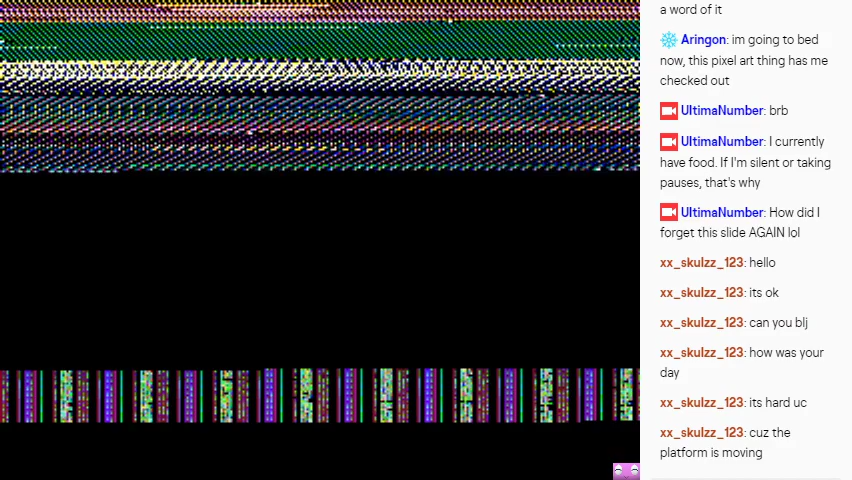 a word of it
Aringon: im going to bed
now, this pixel art thing has me
checked out
UltimaNumber: brb
UltimaNumber: I currently
have food. If I'm silent or taking
pauses, that's why
UltimaNumber: How did I
forget this slide AGAIN lol
xx_skulzz_123: hello
xx_skulzz_123: its ok
xx_skulzz_123: can you blj
xx_skulzz_123: how was your
day
xx_skulzz_123: its hard uc
xx_skulzz_123: cuz the
platform is moving